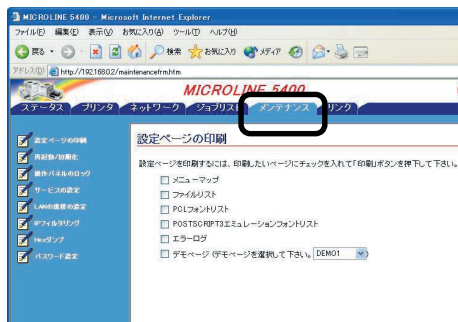 MICROLINE 5400 - Microsoft Internet Explorer
ファイル(F) 編集(E) 表示(V) お気に入り(A) ツール(T) ヘルプ(H)
戻る 検索 お気に入り メディア
アドレス(D) http://192.168.0.2/maintenancefrm.htm
MICROLINE 5400
ステータス プリンタ ネットワーク ジョブリスト メンテナンス リンク
設定ページの印刷
再起動/初期化
操作パネルのロック
サービスの設定
LANの規模の設定
IPフィルタリング
Hexダンプ
パスワード設定
設定ページの印刷
設定ページを印刷するには、印刷したいページにチェックを入れて「印刷」ボタンを押下して下さい。
メニューマップ
ファイルリスト
PCLフォントリスト
POSTSCRIPT3エミュレーションフォントリスト
エラーログ
デモページ (デモページを選択して下さい。 DEMO1 )